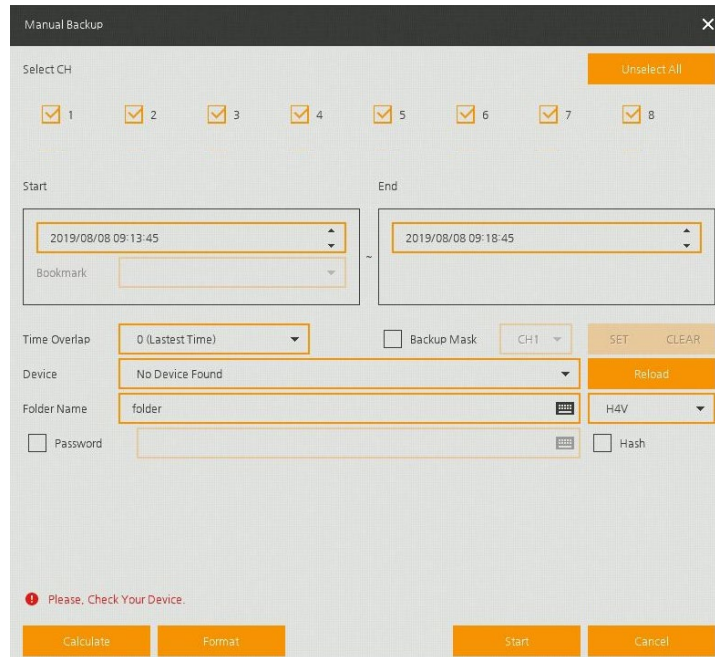 Manual Backup
Select CH
Unselect All
1 2 3 4 5 6 7 8
Start
End
2019/08/08 09:13:45
~
2019/08/08 09:18:45
Bookmark
Time Overlap
0 (Lastest Time)
Backup Mask
CH1
SET
CLEAR
Device
No Device Found
Reload
Folder Name
folder
H4V
Password
Hash
Please, Check Your Device.
Calculate
Format
Start
Cancel